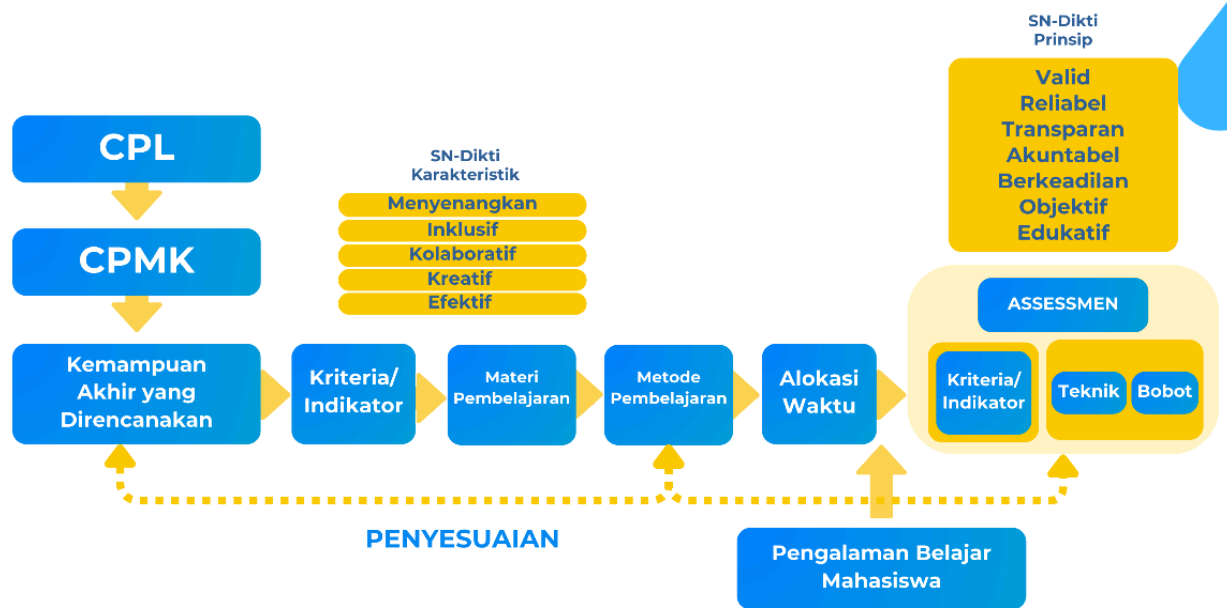 SN-Dikti
Prinsip
Valid
Reliabel
Transparan
Akuntabel
Berkeadilan
Objektif
Edukatif
CPL
SN-Dikti
Karakteristik
Menyenangkan
Inklusif
Kolaboratif
Kreatif
Efektif
CPMK
ASSESSMEN
Kemampuan
Akhir yang
Direncanakan
Kriteria/
Indikator
Materi
Pembelajaran
Metode
Pembelajaran
Alokasi
Waktu
Kriteria/
Indikator
Teknik
Bobot
PENYESUAIAN
Pengalaman Belajar
Mahasiswa